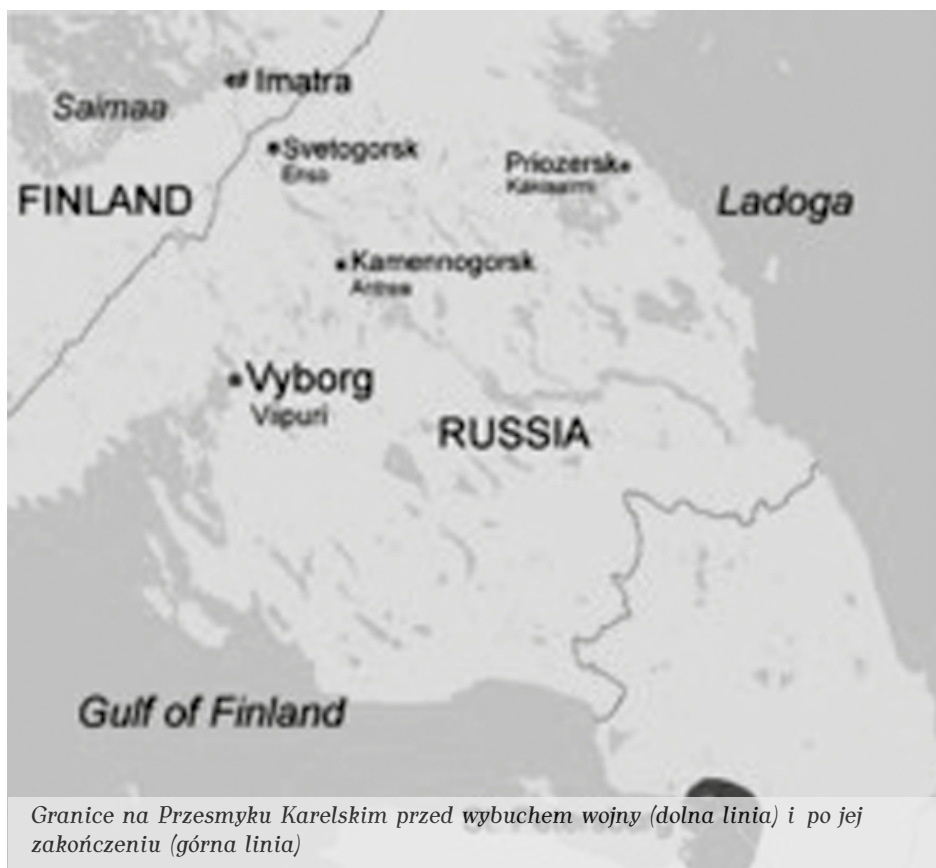 Imatra
Saimaa
Svetogorsk
Enso
Priozersk
Käkisalmi
FINLAND
Ladoga
Kamennogorsk
Antrea
Vyborg
Viipuri
RUSSIA
Gulf of Finland
Granice na Przesmyku Karelskim przed wybuchem wojny (dolna linia) i po jej
zakończeniu (górna linia)